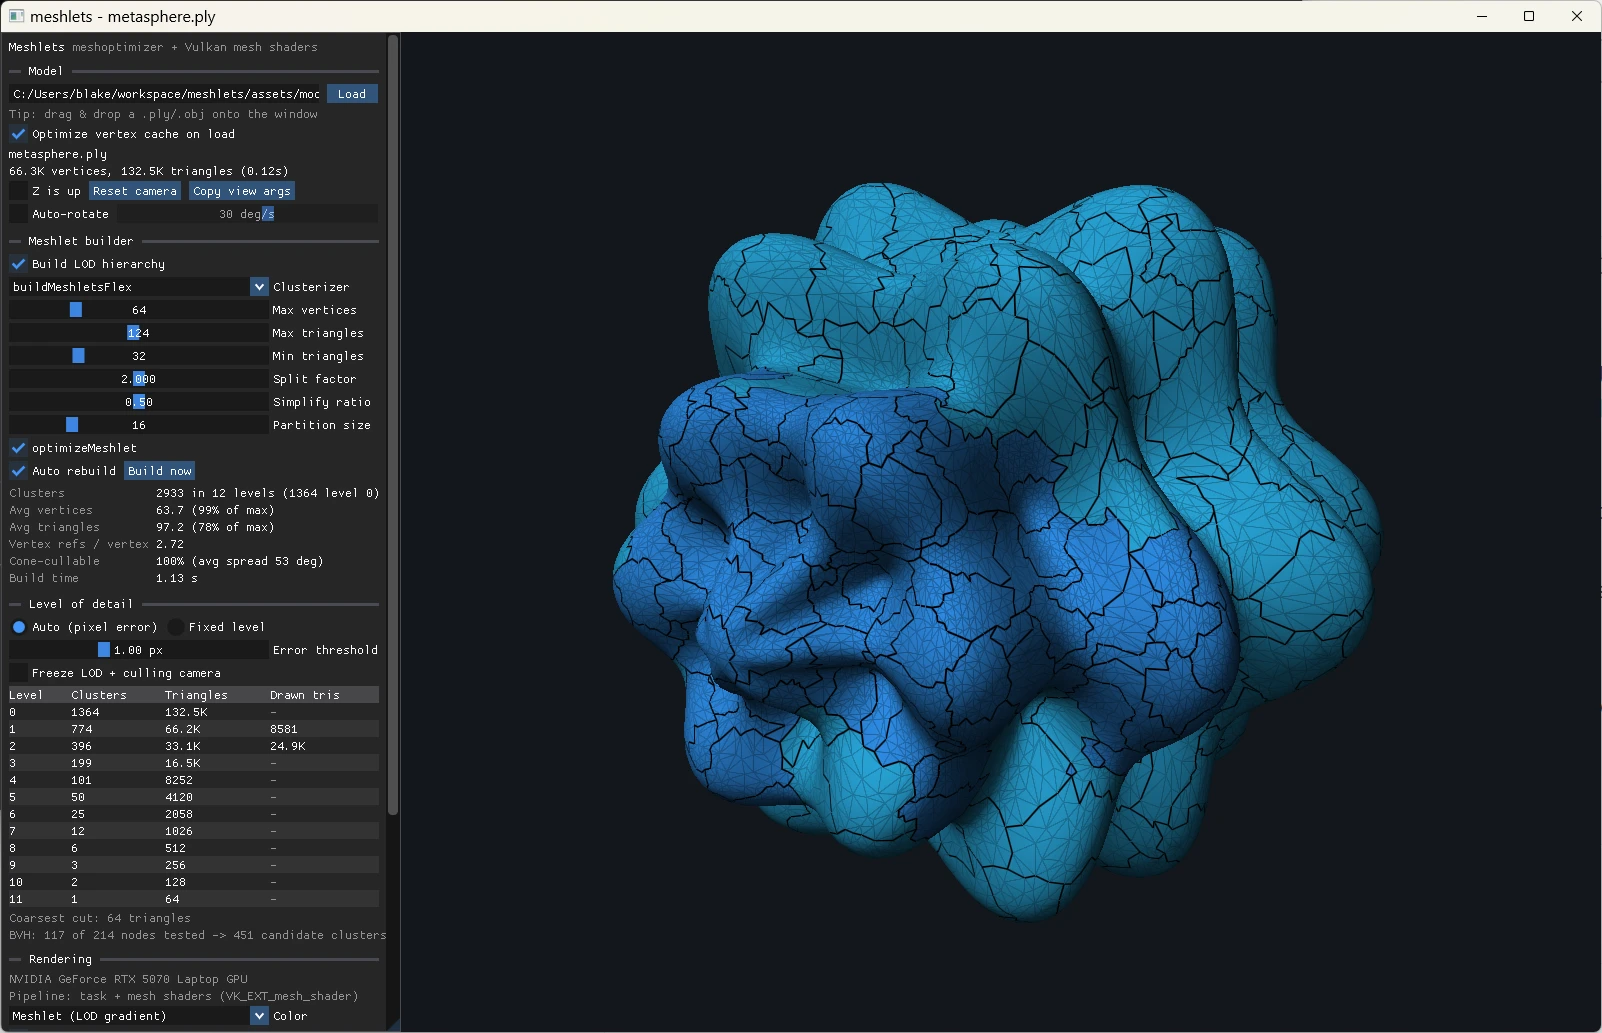 meshlets - metasphere.ply
Meshlets meshoptimizer + Vulkan mesh shaders
Model
C:/Users/blake/workspace/meshlets/assets/moc Load
Tip: drag & drop a .ply/.obj onto the window
Optimize vertex cache on load
metasphere.ply
66.3K vertices, 132.5K triangles (0.12s)
Z is up Reset camera Copy view args
Auto-rotate 30 deg/s
Meshlet builder
Build LOD hierarchy
buildMeshletsFlex Clusterizer
64 Max vertices
124 Max triangles
32 Min triangles
2.000 Split factor
0.50 Simplify ratio
16 Partition size
optimizeMeshlet
Auto rebuild Build now
Clusters 2933 in 12 levels (1364 level 0)
Avg vertices 63.7 (99% of max)
Avg triangles 97.2 (78% of max)
Vertex refs / vertex 2.72
Cone-cullable 100% (avg spread 53 deg)
Build time 1.13 s
Level of detail
Auto (pixel error) Fixed level
1.00 px Error threshold
Freeze LOD + culling camera
Level Clusters Triangles Drawn tris
0 1364 132.5K -
1 774 66.2K 8581
2 396 33.1K 24.9K
3 199 16.5K -
4 101 8252 -
5 50 4120 -
6 25 2058 -
7 12 1026 -
8 6 512 -
9 3 256 -
10 2 128 -
11 1 64 -
Coarsest cut: 64 triangles
BVH: 117 of 214 nodes tested -> 451 candidate clusters
Rendering
NVIDIA GeForce RTX 5070 Laptop GPU
Pipeline: task + mesh shaders (VK_EXT_mesh_shader)
Meshlet (LOD gradient) Color